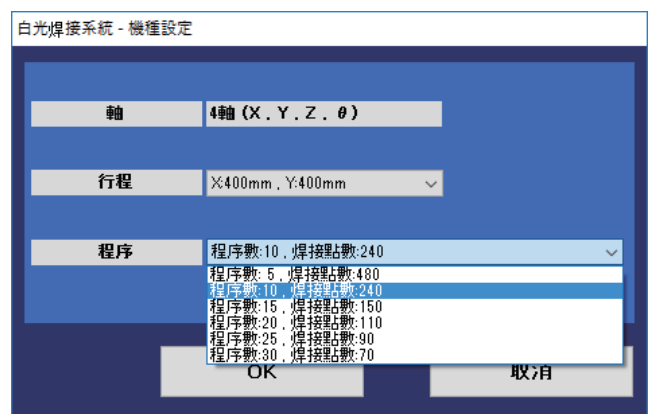 白光焊接系統 - 機種設定
軸 4軸 (X . Y . Z . θ)
行程 X:400mm , Y:400mm
程序 程序數:10 , 焊接點數:240
程序數: 5 , 焊接點數:480
程序數:10 , 焊接點數:240
程序數:15 , 焊接點數:150
程序數:20 , 焊接點數:110
程序數:25 , 焊接點數:90
程序數:30 , 焊接點數:70
OK 取消